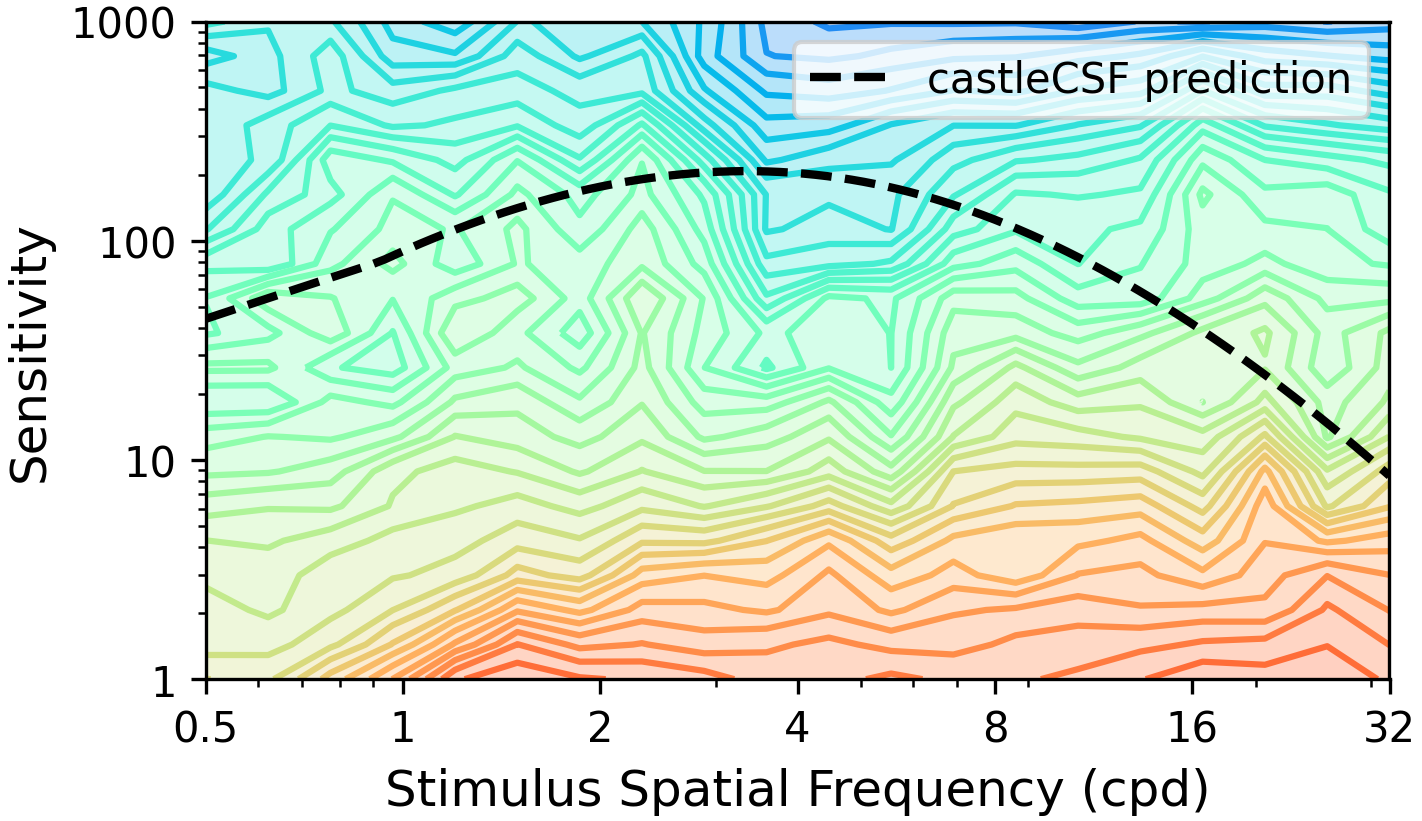 1000
100
10
1
Sensitivity
castleCSF prediction
0.5 1 2 4 8 16 32
Stimulus Spatial Frequency (cpd)